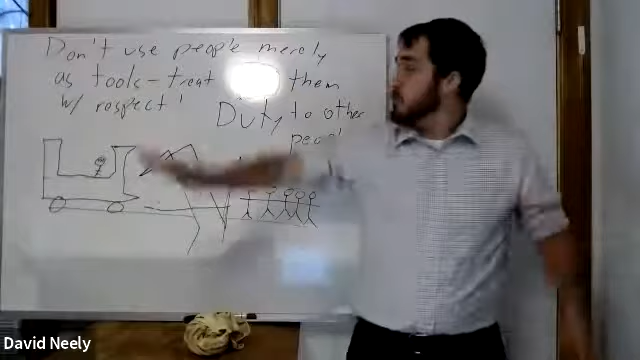 Don't use people merely
as tools - treat them
w/ respect!
Duty to other
David Neely